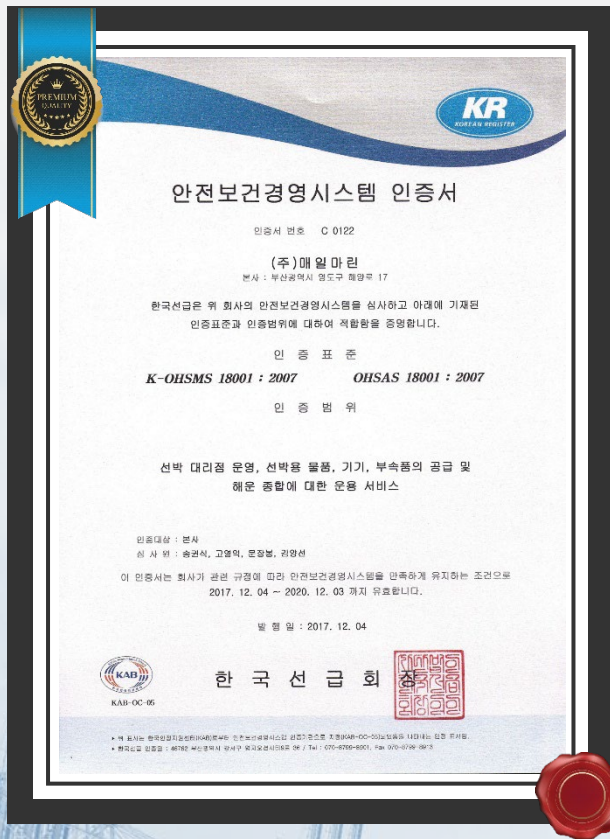 PREMIUM
QUALITY
KR
KOREAN REGISTER
안전보건경영시스템 인증서
인증서 번호 C 0122
(주)매일마린
본사 : 부산광역시 영도구 해양로 17
한국선급은 위 회사의 안전보건경영시스템을 심사하고 아래에 기재된
인증표준과 인증범위에 대하여 적합함을 증명합니다.
인 증 표 준
K-OHSMS 18001 : 2007 OHSAS 18001 : 2007
인 증 범 위
선박 대리점 운영, 선박용 물품, 기기, 부속품의 공급 및
해운 종합에 대한 운용 서비스
인증대상 : 본사
심 사 원 : 송권식, 고열익, 문장봉, 김양선
이 인증서는 회사가 관련 규정에 따라 안전보건경영시스템을 만족하게 유지하는 조건으로
2017. 12. 04 ~ 2020. 12. 03 까지 유효합니다.
발 행 일 : 2017. 12. 04
KAB
KAB-OC-05
한 국 선 급 회 장